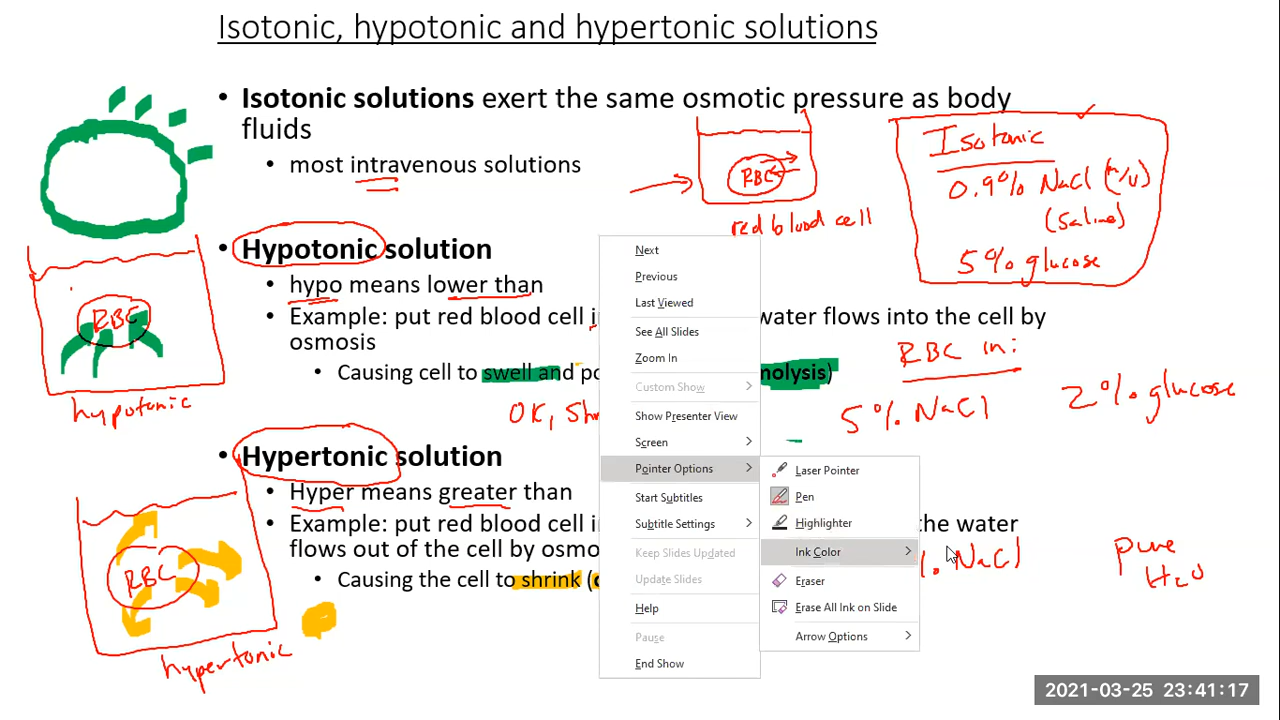 Isotonic, hypotonic and hypertonic solutions
• Isotonic solutions exert the same osmotic pressure as body
fluids
• most intravenous solutions
RBC
red blood cell
Isotonic
0.9% NaCl (m/v)
(saline)
5% glucose
• Hypotonic solution
• hypo means lower than
• Example: put red blood cell water flows into the cell by
osmosis
• Causing cell to swell and nolysis)
RBC
hypotonic
OK,
RBC in:
5% NaCl
2% glucose
• Hypertonic solution
• Hyper means greater than
• Example: put red blood cell the water
flows out of the cell by
• Causing the cell to shrink (
RBC
hypertonic
% NaCl
pure
H2O
Next
Previous
Last Viewed
See All Slides
Zoom In
Custom Show
Show Presenter View
Screen
Pointer Options
Start Subtitles
Subtitle Settings
Keep Slides Updated
Update Slides
Help
Pause
End Show
Laser Pointer
Pen
Highlighter
Ink Color
Eraser
Erase All Ink on Slide
Arrow Options
2021-03-25 23:41:17